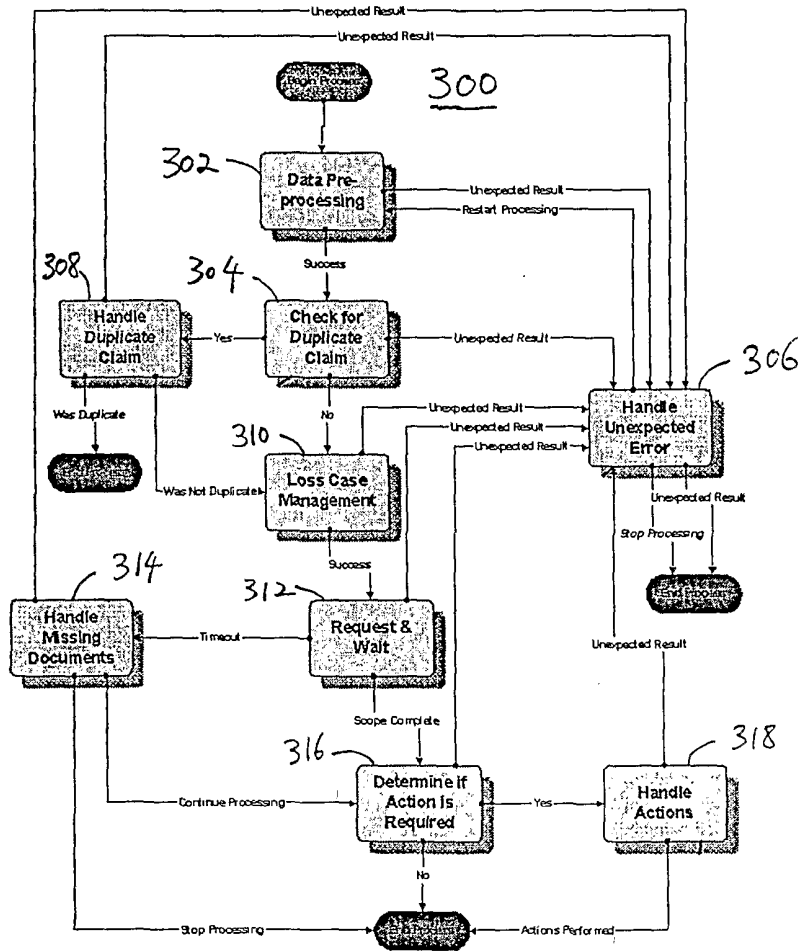 Unexpected Result
Unexpected Result
Begin Process
300
302
Data Pre-
processing
Unexpected Result
Restart Processing
Success
308
304
Handle
Duplicate
Claim
Yes
Check for
Duplicate
Claim
Unexpected Result
306
Handle
Unexpected
Error
Was Duplicate
No
310
Unexpected Result
Unexpected Result
Unexpected Result
Loss Case
Management
Was Not Duplicate
Unexpected Result
Stop Processing
Success
314
312
End Process
Handle
Missing
Documents
Timeout
Request &
Wait
Unexpected Result
Scope Complete
316
318
Determine if
Action Is
Required
Continue Processing
Yes
Handle
Actions
No
Stop Processing
End Process
Actions Performed